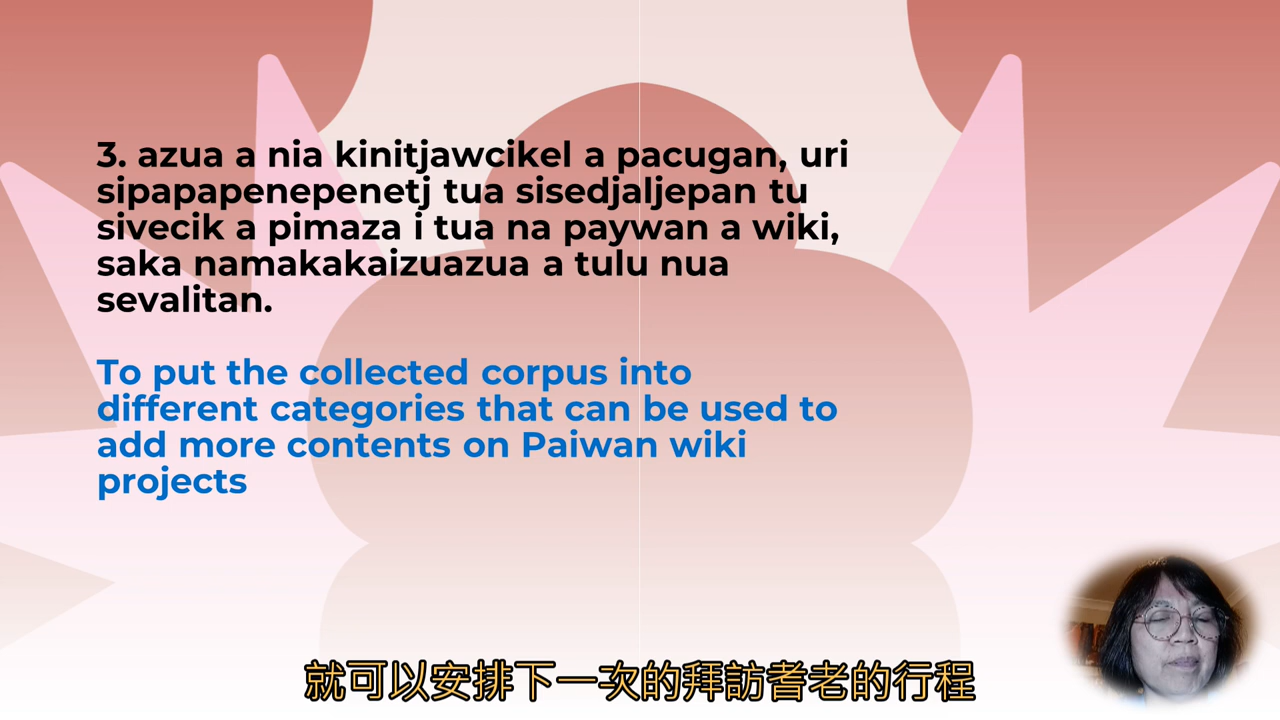 3. azua a nia kinitjawcikel a pacugan, uri
sipapapenepenetj tua sisedjaljepan tu
sivecik a pimaza i tua na paywan a wiki,
saka namakakaizuazua a tulu nua
sevalitan.
To put the collected corpus into
different categories that can be used to
add more contents on Paiwan wiki
projects
就可以安排下一次的拜訪耆老的行程